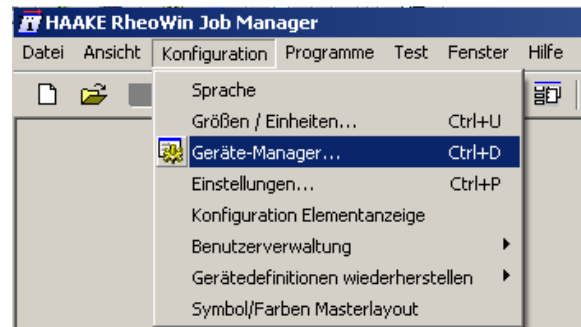 HAAKE RheoWin Job Manager
Datei Ansicht Konfiguration Programme Test Fenster Hilfe
Sprache
Größen / Einheiten... Ctrl+U
Geräte-Manager... Ctrl+D
Einstellungen... Ctrl+P
Konfiguration Elementanzeige
Benutzerverwaltung
Gerätedefinitionen wiederherstellen
Symbol/Farben Masterlayout